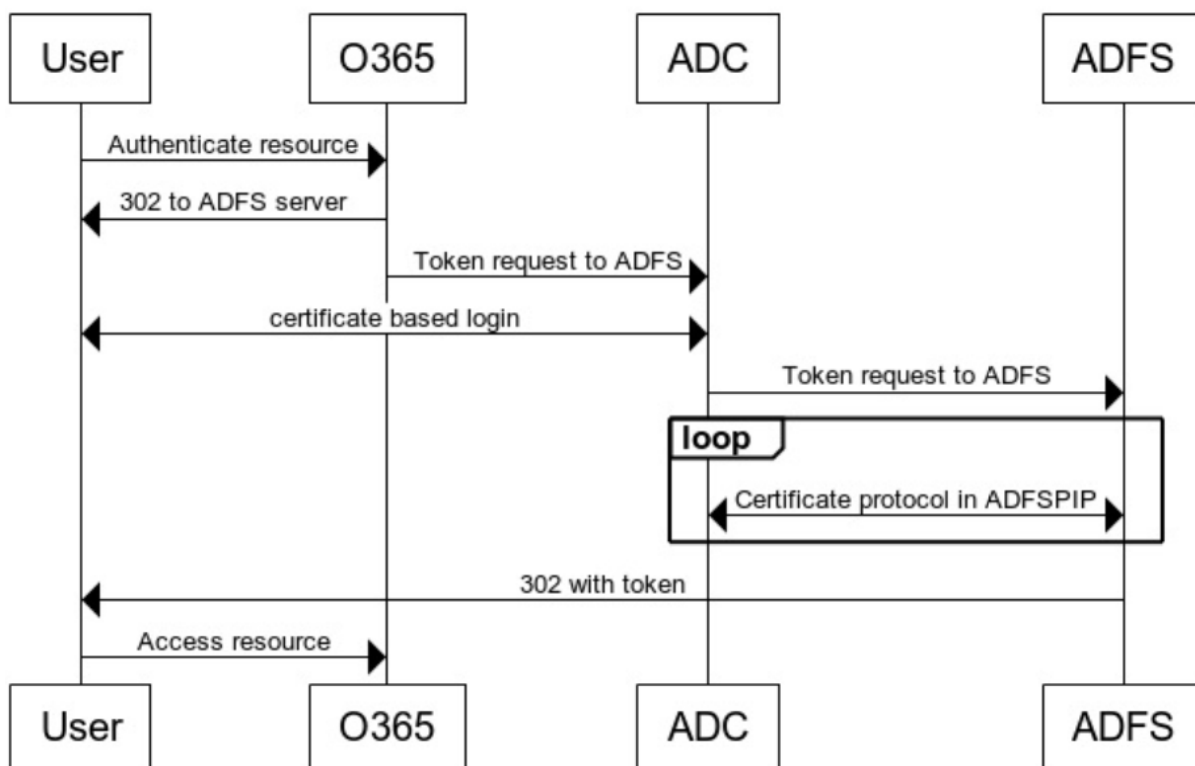 User
O365
ADC
ADFS
Authenticate resource
302 to ADFS server
Token request to ADFS
certificate based login
Token request to ADFS
loop
Certificate protocol in ADFSPIP
302 with token
Access resource
User
O365
ADC
ADFS